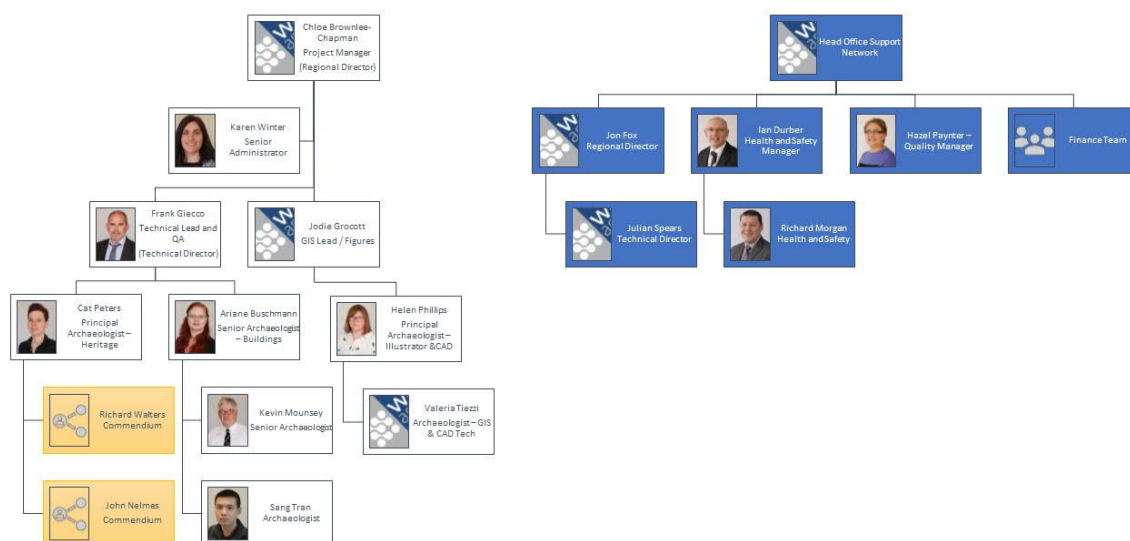 Chloe Brownlee-
Chapman
Project Manager
(Regional Director)
Karen Winter
Senior
Administrator
Frank Giecco
Technical Lead and
QA
(Technical Director)
Jodie Grocott
GIS Lead / Figures
Cat Peters
Principal
Archaeologist –
Heritage
Ariane Buschmann
Senior Archaeologist
– Buildings
Helen Phillips
Principal
Archaeologist
– Illustrator &CAD
Richard Walters
Commendium
Kevin Mounsey
Senior Archaeologist
Valeria Tiezzi
Archaeologist – GIS
& CAD Tech
John Nelmes
Commendium
Sang Tran
Archaeologist
Head Office Support
Network
Jon Fox
Regional Director
Ian Durber
Health and Safety
Manager
Hazel Paynter –
Quality Manager
Finance Team
Julian Spears
Technical Director
Richard Morgan
Health and Safety